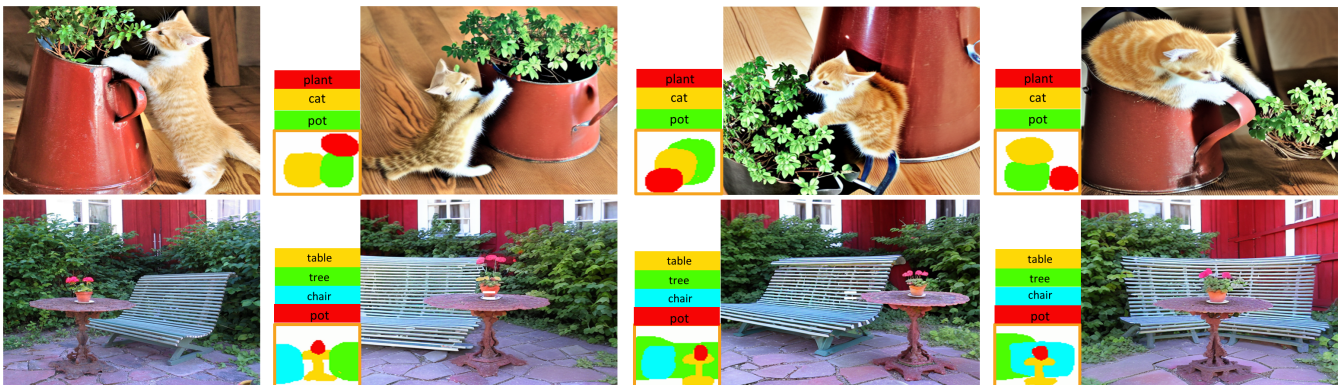 plant
cat
pot
plant
cat
pot
plant
cat
pot
table
tree
chair
pot
table
tree
chair
pot
table
tree
chair
pot